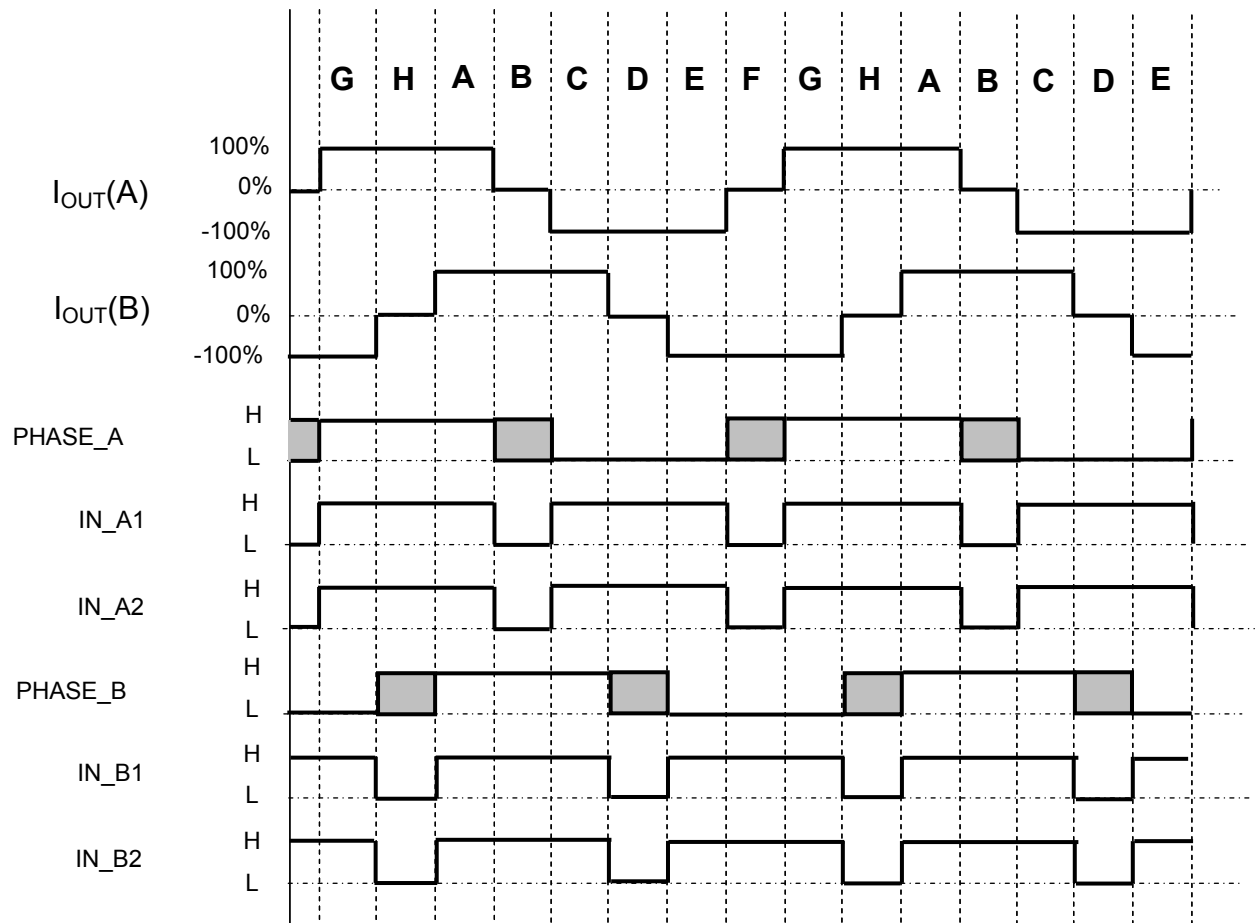 G H A B C D E F G H A B C D E
100%
I_OUT(A) 0%
-100%
100%
I_OUT(B) 0%
-100%
H
PHASE_A
L
H
IN_A1
L
H
IN_A2
L
H
PHASE_B
L
H
IN_B1
L
H
IN_B2
L